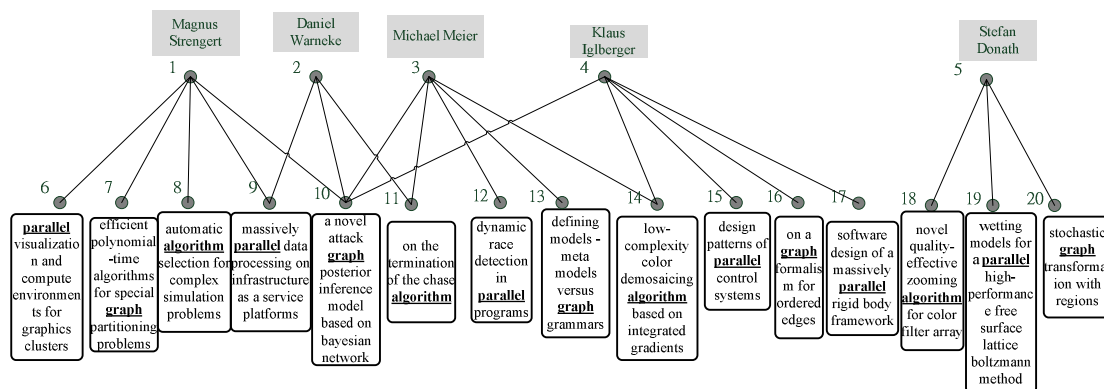 Magnus
Strengert
Daniel
Warneke
Michael Meier
Klaus
Iglberger
Stefan
Donath
1
2
3
4
5
6
7
8
9
10
11
12
13
14
15
16
17
18
19
20
parallel
visualizatio
n and
compute
environmen
ts for
graphics
clusters
efficient
polynomial
-time
algorithms
for special
graph
partitioning
problems
automatic
algorithm
selection for
complex
simulation
problems
massively
parallel data
processing on
infrastructure
as a service
platforms
a novel
attack
graph
posterior
inference
model
based on
bayesian
network
on the
termination
of the chase
algorithm
dynamic
race
detection
in
parallel
programs
defining
models -
meta
models
versus
graph
grammars
low-
complexity
color
demosaicing
algorithm
based on
integrated
gradients
design
patterns of
parallel
control
systems
on a
graph
formalis
m for
ordered
edges
software
design of a
massively
parallel
rigid body
framework
novel
quality-
effective
zooming
algorithm
for color
filter array
wetting
models for
a parallel
high-
performanc
e free
surface
lattice
boltzmann
method
stochastic
graph
transforma
ion with
regions